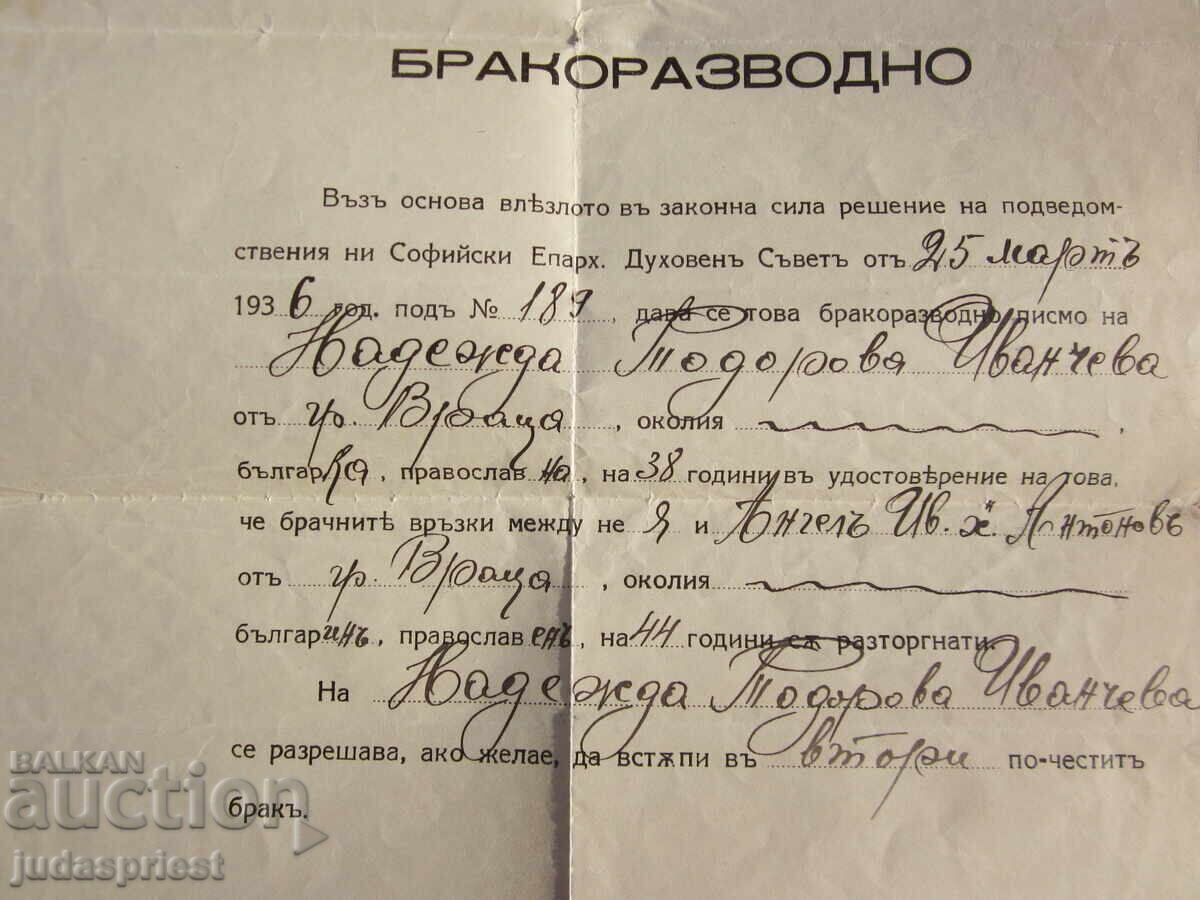 БРАКОРАЗВОДНО
Възъ основа влѣзлото въ законна сила решение на подведом-
ствения ни Софийски Епарх. Духовенъ Съветъ отъ 25 мартъ
1936 год. подъ № 189, дава се това бракоразводно писмо на
Надежда Тодорова Иванчева
отъ гр. Враца, околия
българка, православна, на 38 години въ удостовѣрение на това,
че брачнитѣ връзки между нея и Ангелъ Ив. х. Антоновъ
отъ гр. Враца, околия
българинъ, православенъ, на 44 години сѫ разторгнати.
На Надежда Тодорова Иванчева
се разрешава, ако желае, да встѫпи въ втори по-честитъ
бракъ.
BALKAN
auction
judaspriest